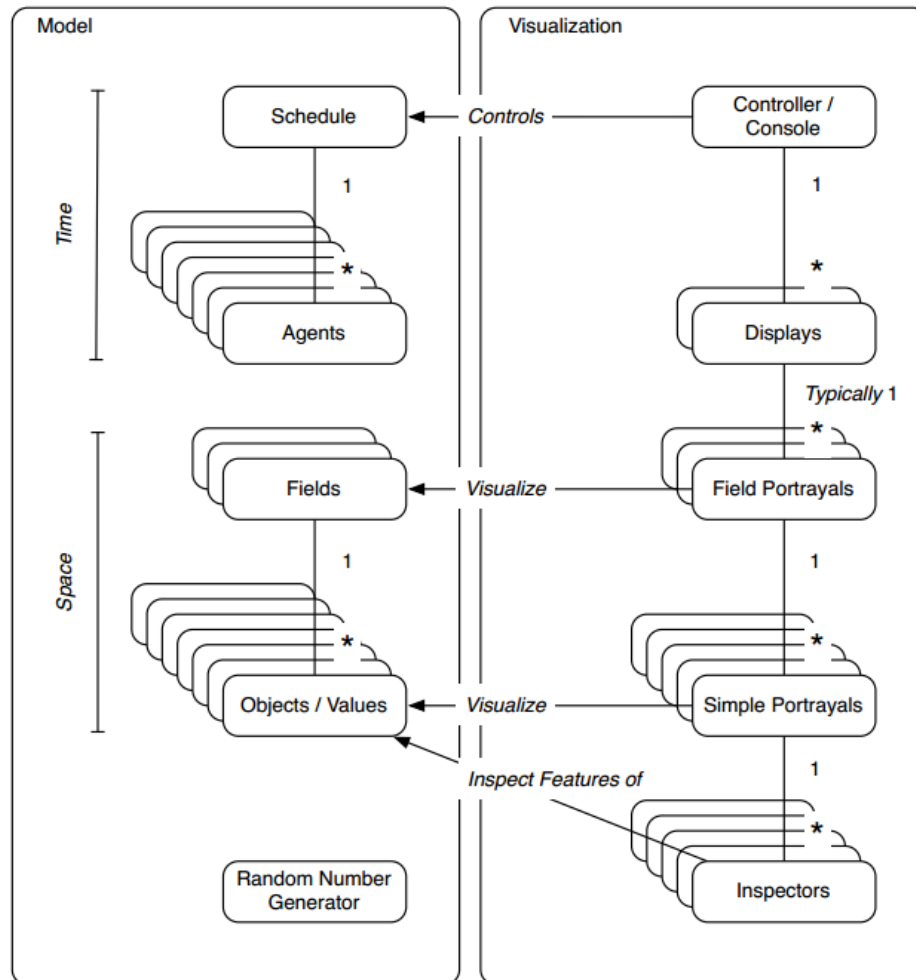 Model
Visualization
Schedule
Controls
Controller /
Console
1
1
Time
*
*
Agents
Displays
Typically 1
*
Fields
Visualize
Field Portrayals
1
1
Space
*
*
Objects / Values
Visualize
Simple Portrayals
1
Inspect Features of
*
Random Number
Generator
Inspectors